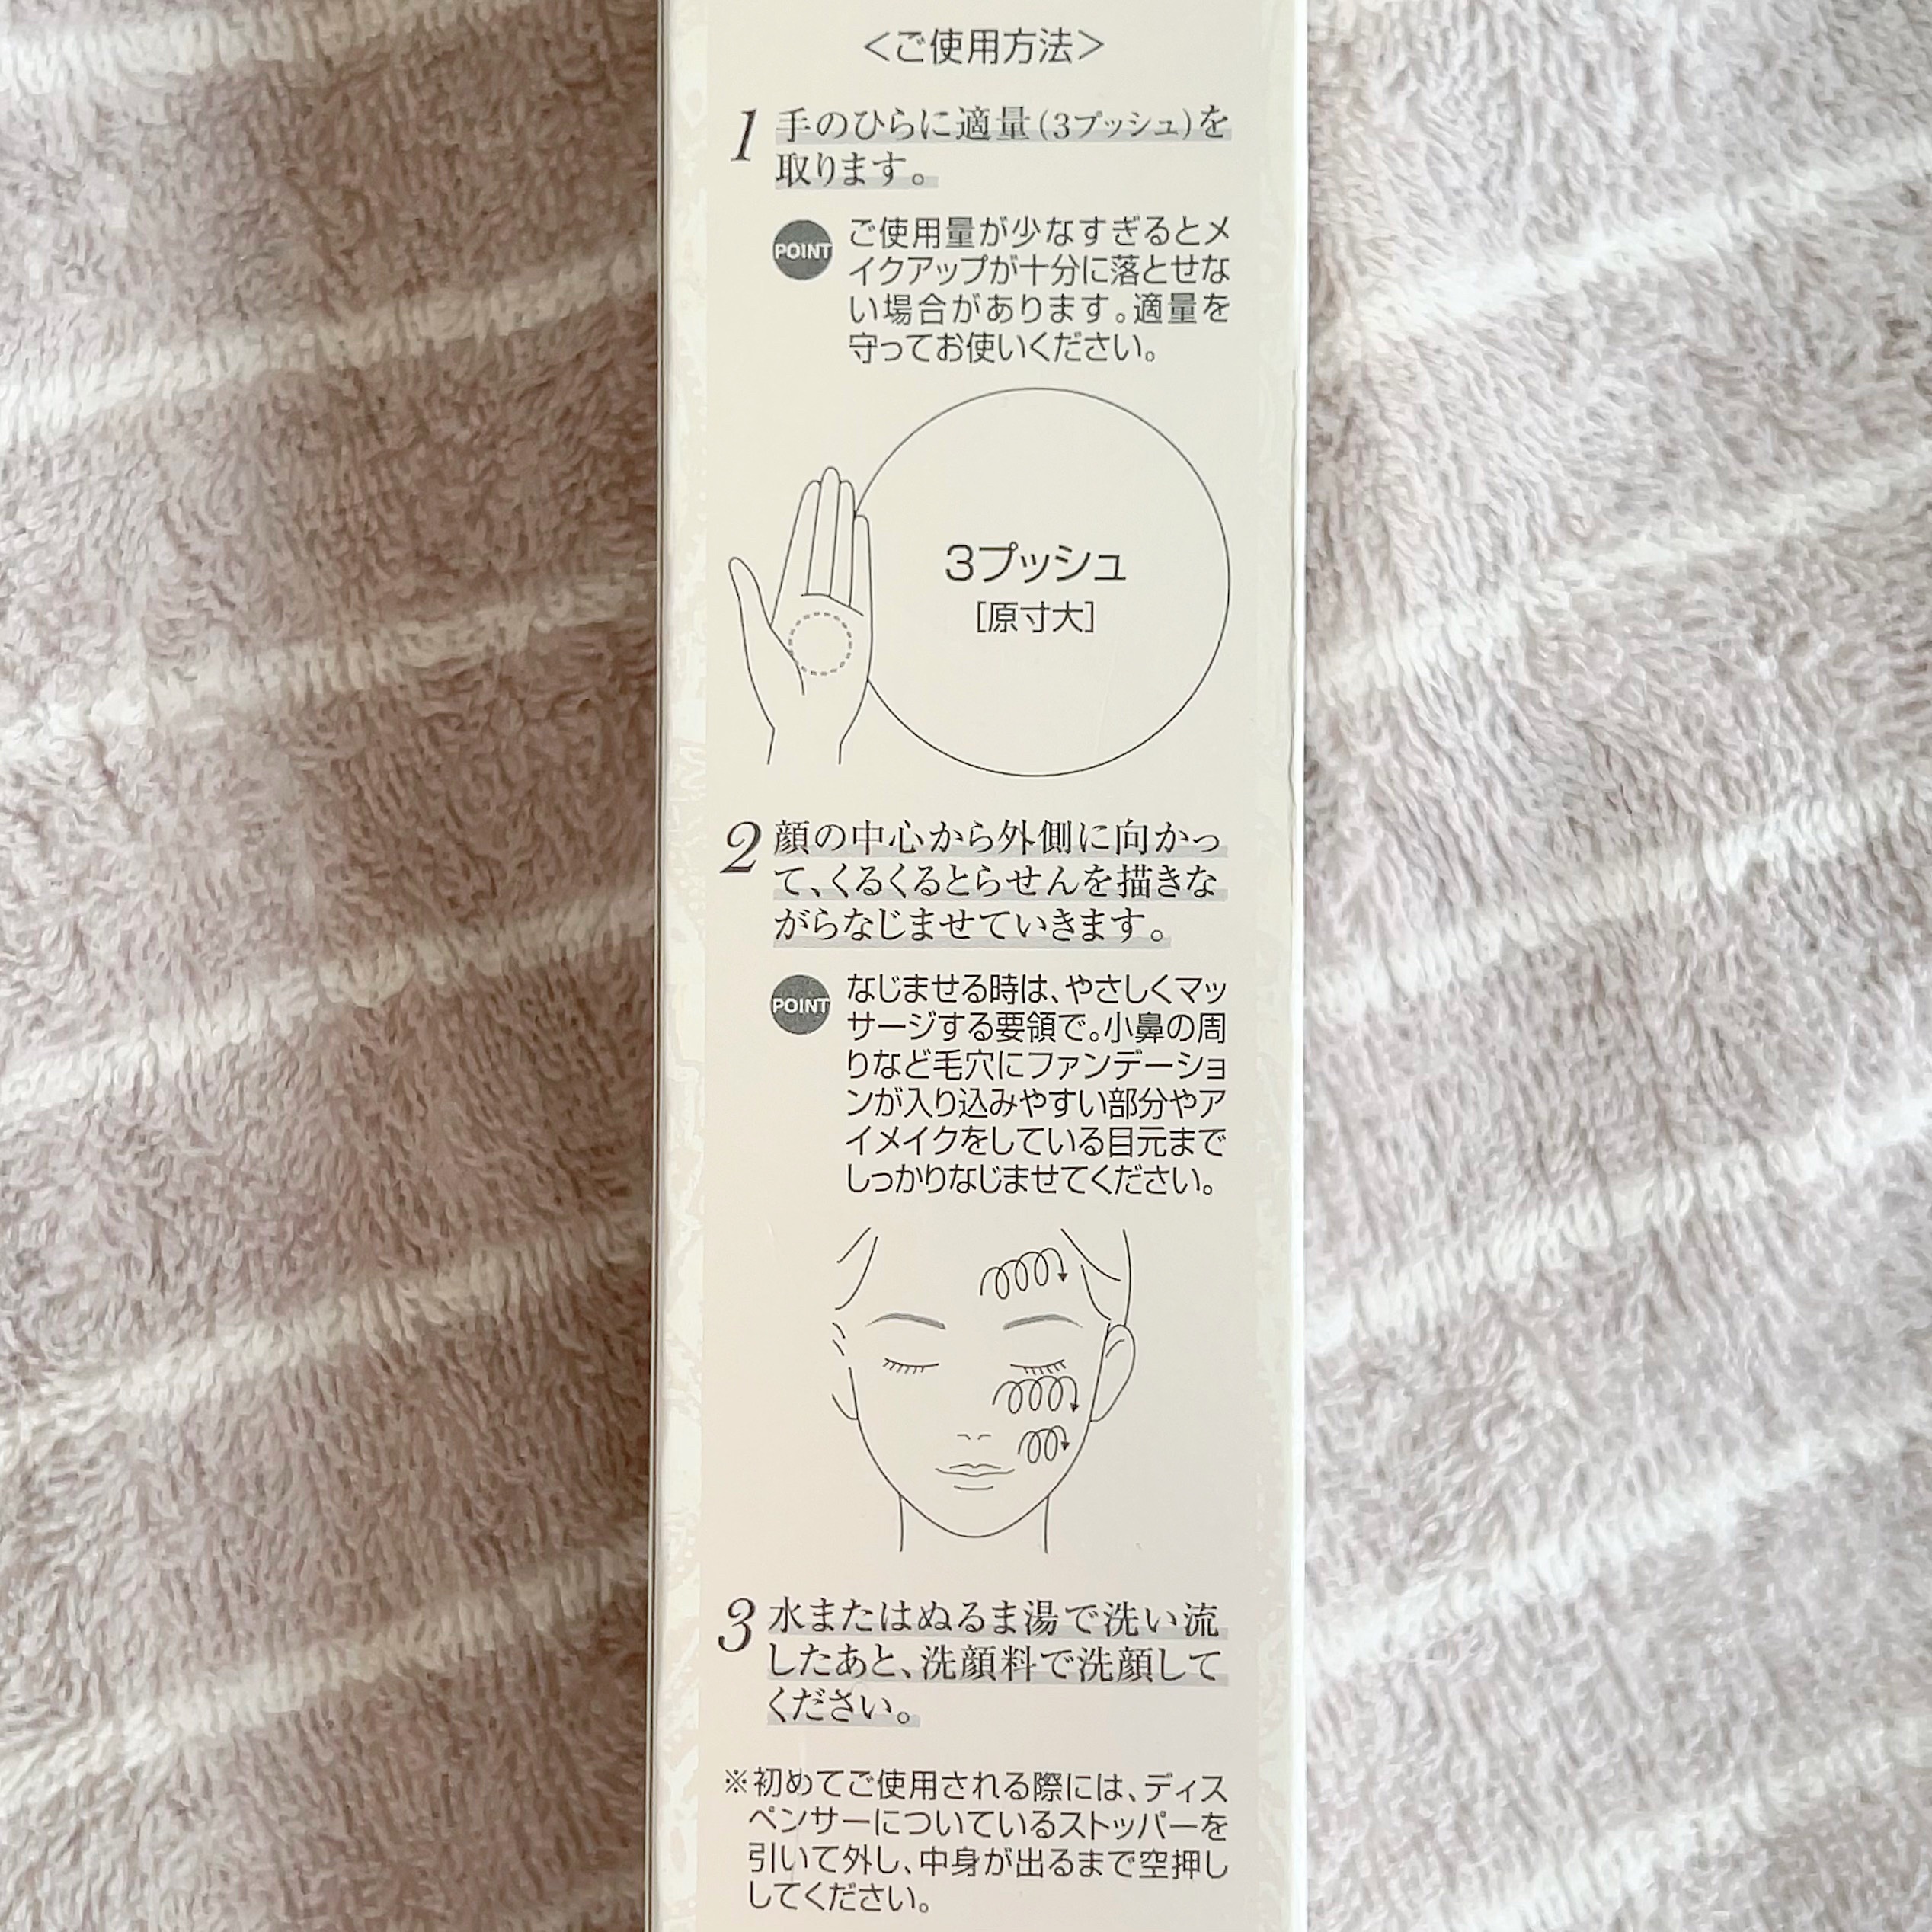 ＜ご使用方法＞
1 手のひらに適量(3プッシュ)を
取ります。
POINT ご使用量が少なすぎるとメ
イクアップが十分に落とせな
い場合があります。適量を
守ってお使いください。
3プッシュ
[原寸大]
2 顔の中心から外側に向かっ
て、くるくるとらせんを描きな
がらなじませていきます。
POINT なじませる時は、やさしくマッ
サージする要領で。小鼻の周
りなど毛穴にファンデーショ
ンが入り込みやすい部分やア
イメイクをしている目元まで
しっかりなじませてください。
3 水またはぬるま湯で洗い流
したあと、洗顔料で洗顔して
ください。
※初めてご使用される際には、ディス
ペンサーについているストッパーを
引いて外し、中身が出るまで空押し
してください。